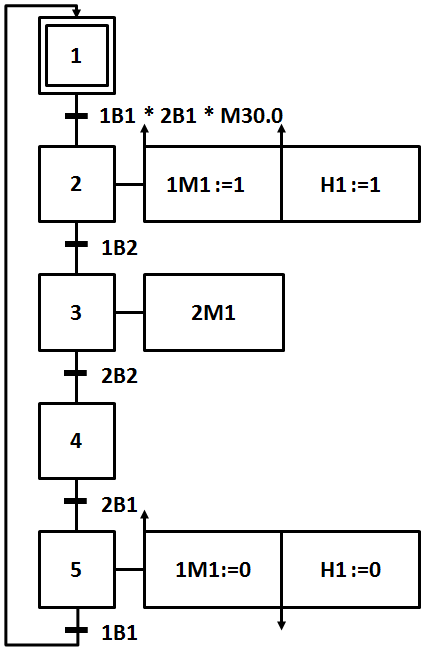 1
1B1 * 2B1 * M30.0
2 1M1 :=1 H1 :=1
1B2
3 2M1
2B2
4
2B1
5 1M1:=0 H1 :=0
1B1